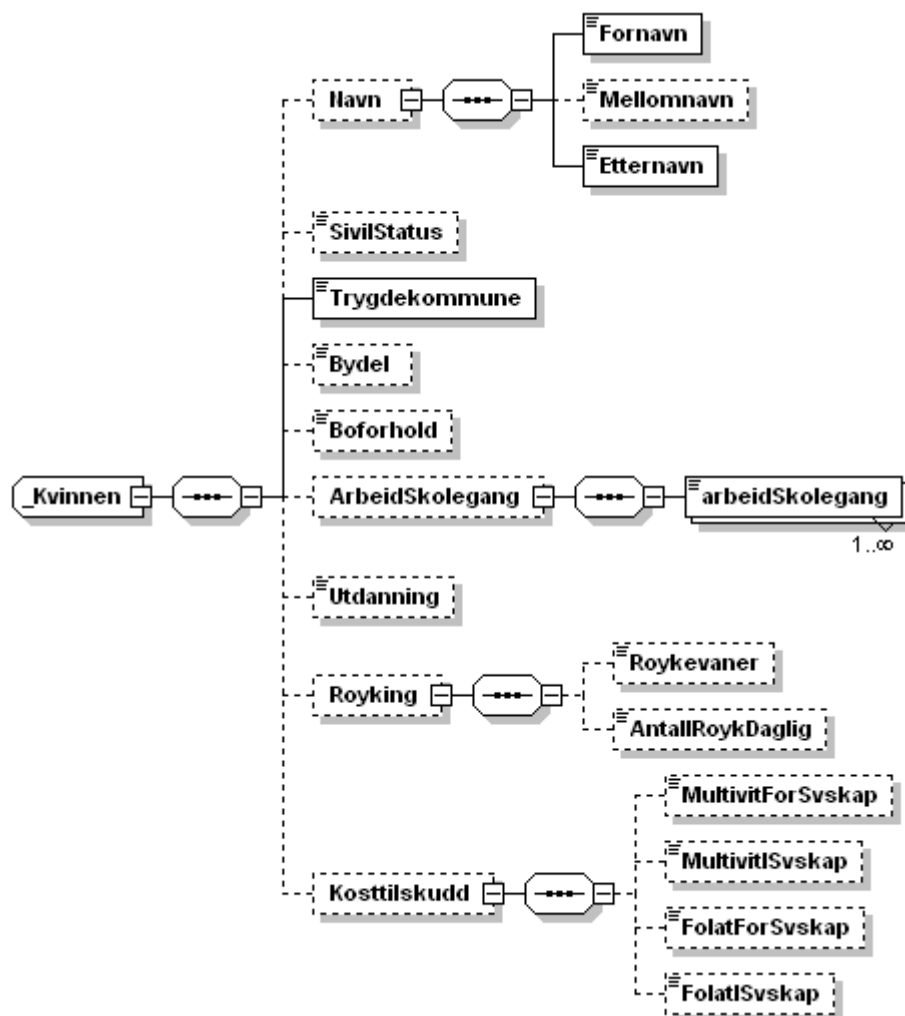 Fornavn
Navn
Mellomnavn
Etternavn
SivilStatus
Trygdekommune
Bydel
Boforhold
_Kvinnen
ArbeidSkolegang
arbeidSkolegang
1..∞
Utdanning
Roykevaner
Royking
AntallRoykDaglig
MultivitForSvskap
MultivitISvskap
Kosttilskudd
FolatForSvskap
FolatISvskap